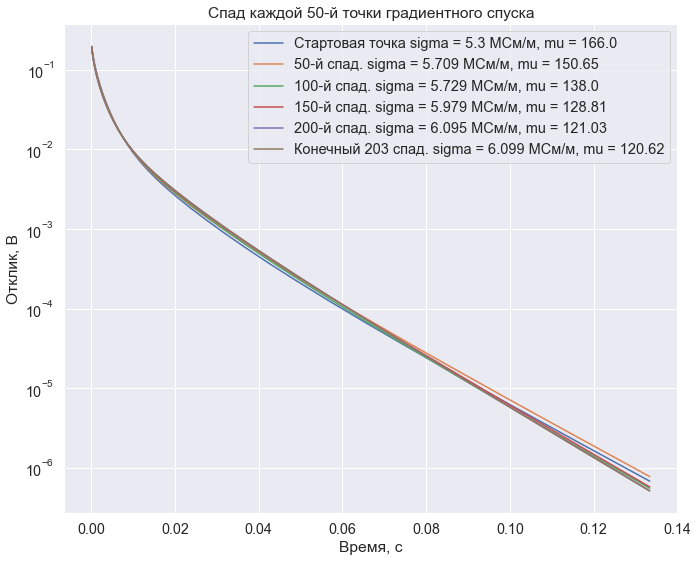 Спад каждой 50-й точки градиентного спуска
Стартовая точка sigma = 5.3 МСм/м, mu = 166.0
50-й спад. sigma = 5.709 МСм/м, mu = 150.65
100-й спад. sigma = 5.729 МСм/м, mu = 138.0
150-й спад. sigma = 5.979 МСм/м, mu = 128.81
200-й спад. sigma = 6.095 МСм/м, mu = 121.03
Конечный 203 спад. sigma = 6.099 МСм/м, mu = 120.62
Отклик, В
10⁻¹
10⁻²
10⁻³
10⁻⁴
10⁻⁵
10⁻⁶
0.00 0.02 0.04 0.06 0.08 0.10 0.12 0.14
Время, с